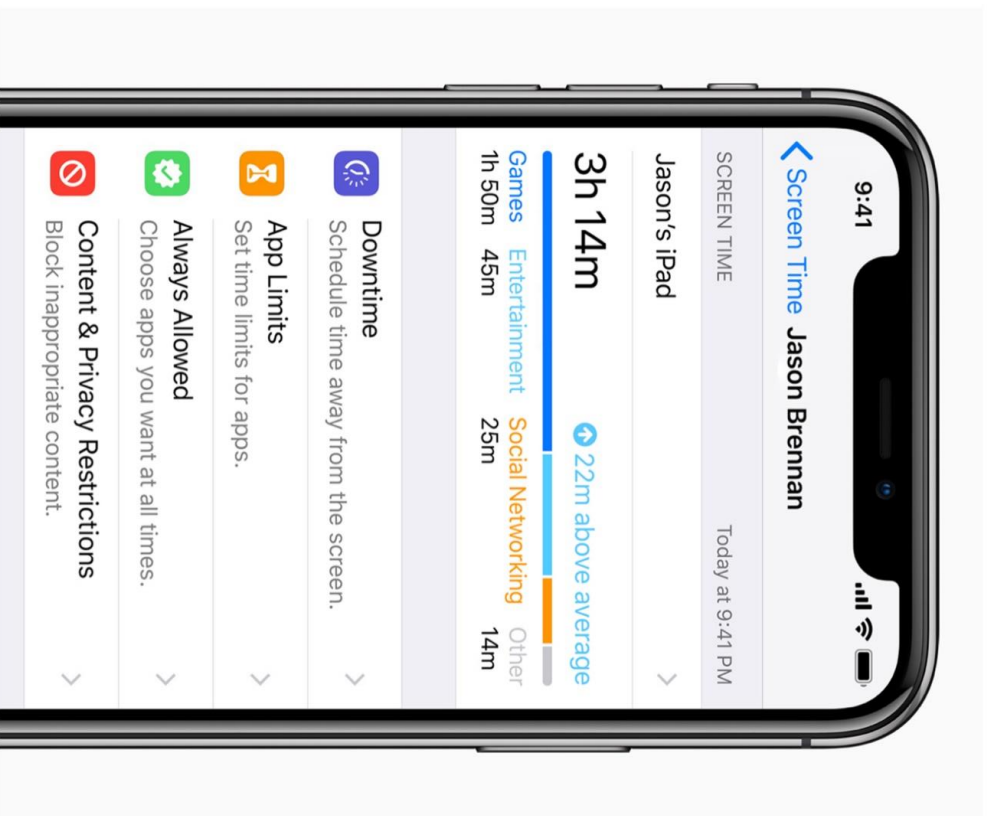 9:41
Screen Time Jason Brennan
SCREEN TIME Today at 9:41 PM
Jason's iPad
3h 14m 22m above average
Games Entertainment Social Networking Other
1h 50m 45m 25m 14m
Downtime
Schedule time away from the screen.
App Limits
Set time limits for apps.
Always Allowed
Choose apps you want at all times.
Content & Privacy Restrictions
Block inappropriate content.